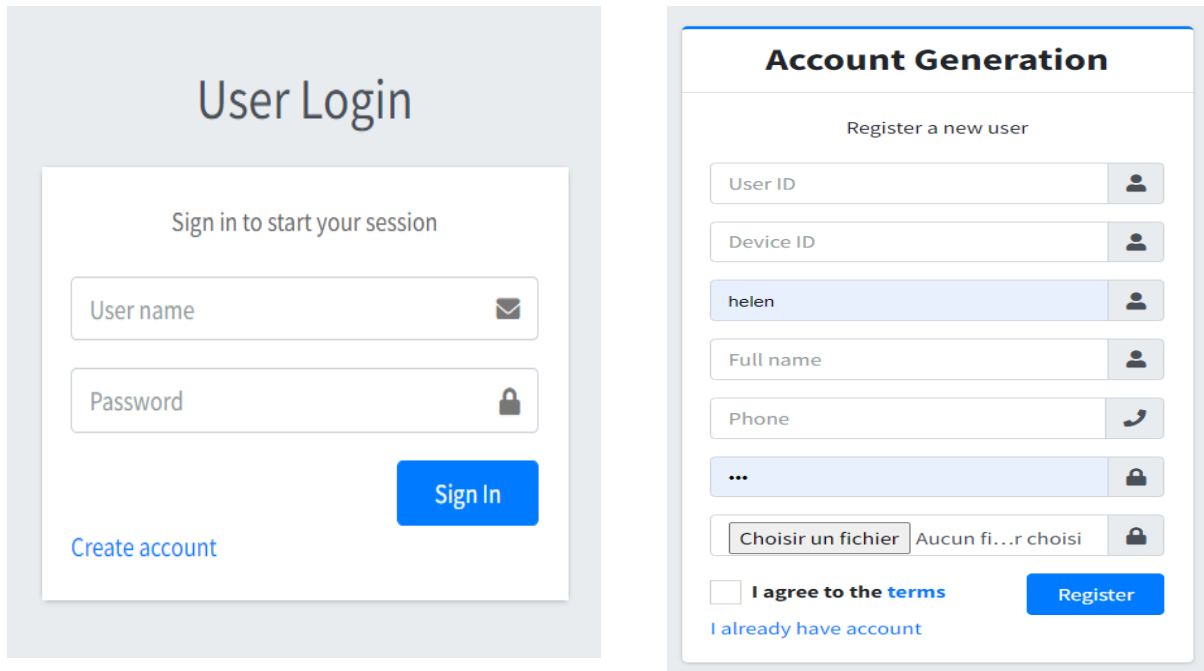 User Login
Sign in to start your session
User name
Password
Sign In
Create account
Account Generation
Register a new user
User ID
Device ID
helen
Full name
Phone
•••
Choisir un fichier Aucun fi...r choisi
I agree to the terms
Register
I already have account